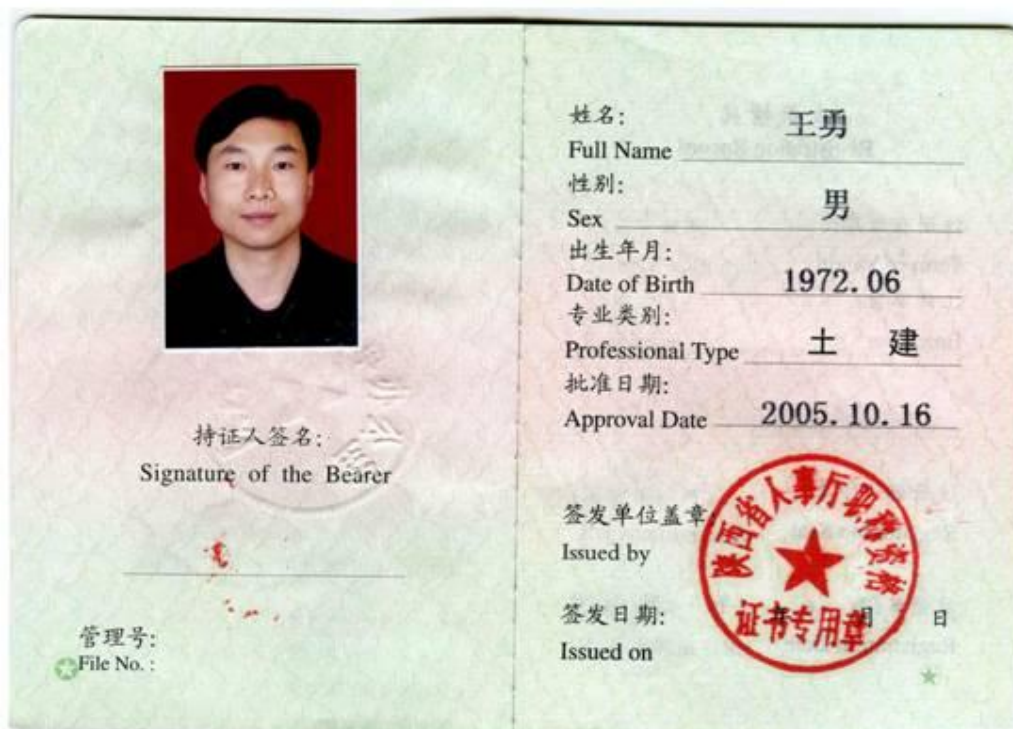 持证人签名:
Signature of the Bearer
管理号:
File No. :
姓名:
Full Name 王勇
性别:
Sex 男
出生年月:
Date of Birth 1972.06
专业类别:
Professional Type 土 建
批准日期:
Approval Date 2005.10.16
签发单位盖章
Issued by
签发日期: 年 月 日
Issued on
陕西省人事厅职称资格
证书专用章